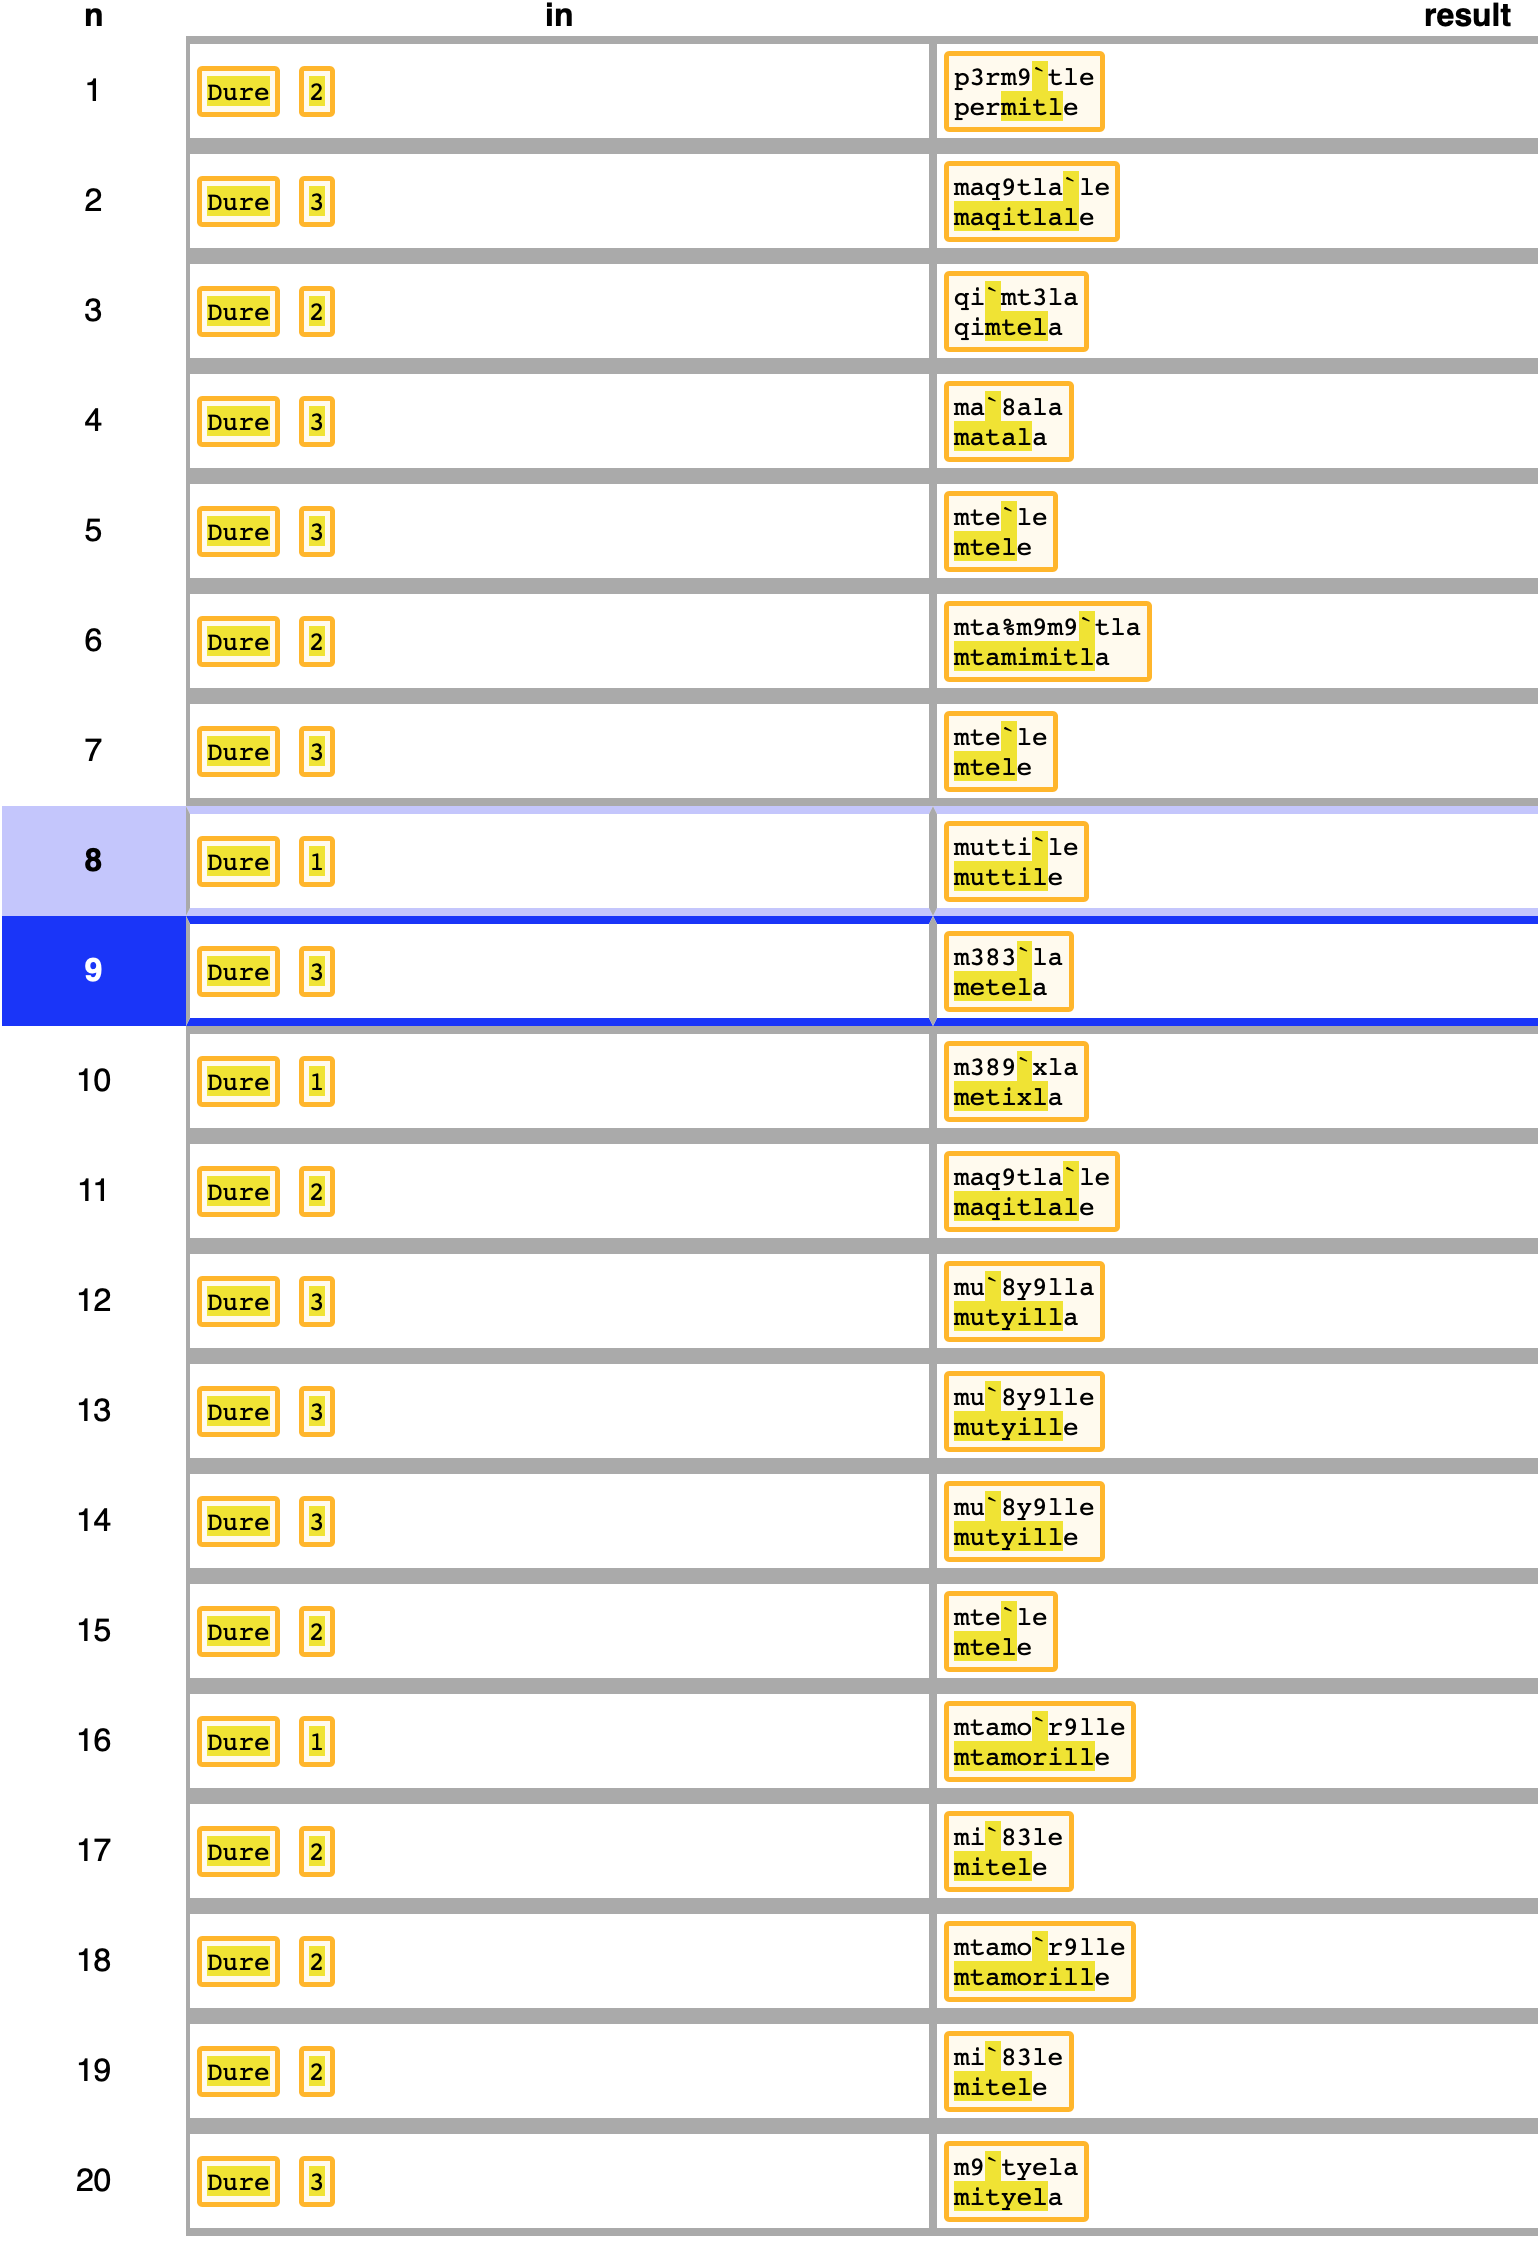 n in result
1 Dure 2 p3rm9`tle
permitle
2 Dure 3 maq9tla`le
maqitlale
3 Dure 2 qi`mt3la
qimtela
4 Dure 3 ma`8ala
matala
5 Dure 3 mte`le
mtele
6 Dure 2 mta%m9m9`tla
mtamimitla
7 Dure 3 mte`le
mtele
8 Dure 1 mutti`le
muttile
9 Dure 3 m383`la
metela
10 Dure 1 m389`xla
metixla
11 Dure 2 maq9tla`le
maqitlale
12 Dure 3 mu`8y9lla
mutyilla
13 Dure 3 mu`8y9lle
mutyille
14 Dure 3 mu`8y9lle
mutyille
15 Dure 2 mte`le
mtele
16 Dure 1 mtamo`r9lle
mtamorille
17 Dure 2 mi`83le
mitele
18 Dure 2 mtamo`r9lle
mtamorille
19 Dure 2 mi`83le
mitele
20 Dure 3 m9`tyela
mityela